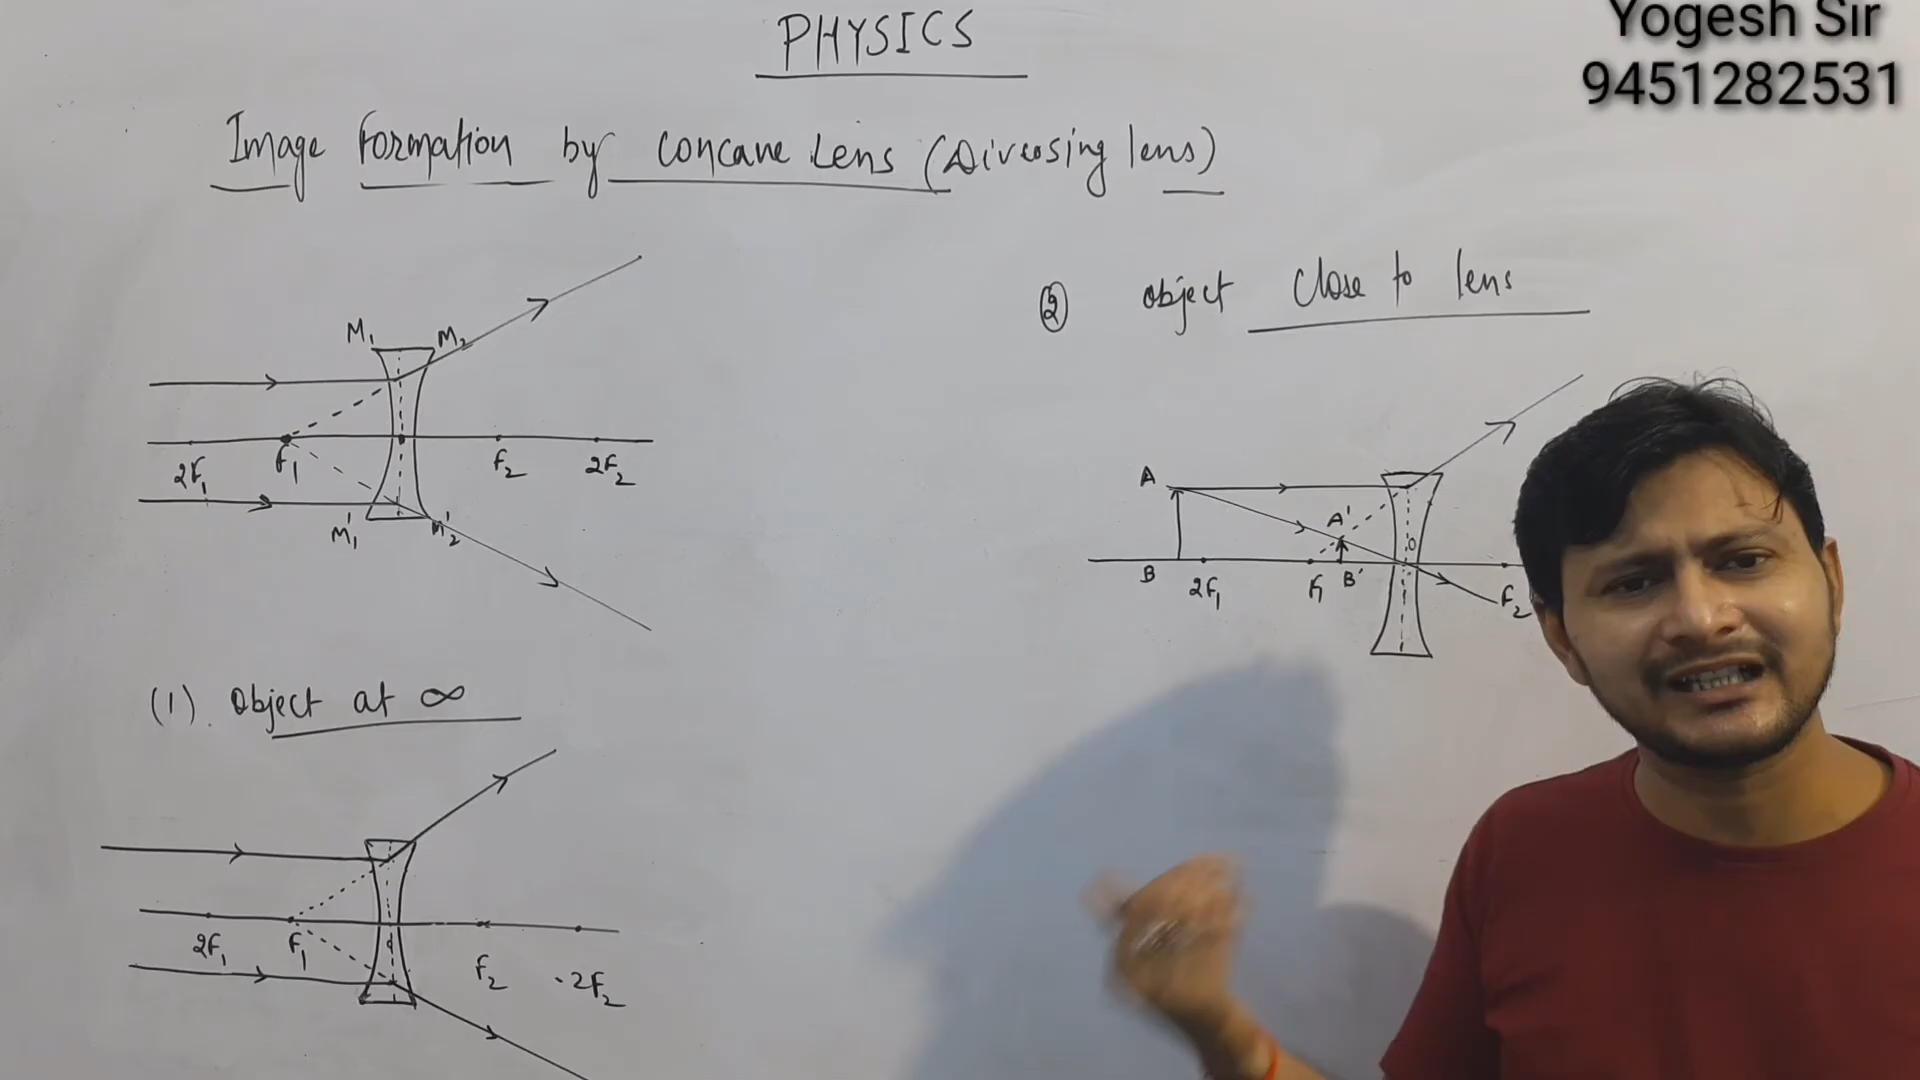 PHYSICS
Yogesh Sir
9451282531
Image formation by concave Lens (Diversing lens)
M₁ M₂
2F₁ F₁ F₂ 2F₂
M₁' M₂'
(1). Object at ∞
2F₁ F₁ F₂ 2F₂
② object close to lens
A A'
O
B 2F₁ F₁ B' F₂